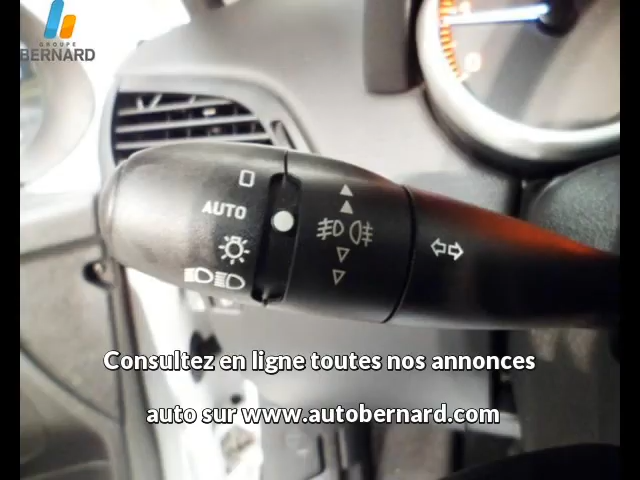 GROUPE
BERNARD
AUTO
Consultez en ligne toutes nos annonces
auto sur www.autobernard.com